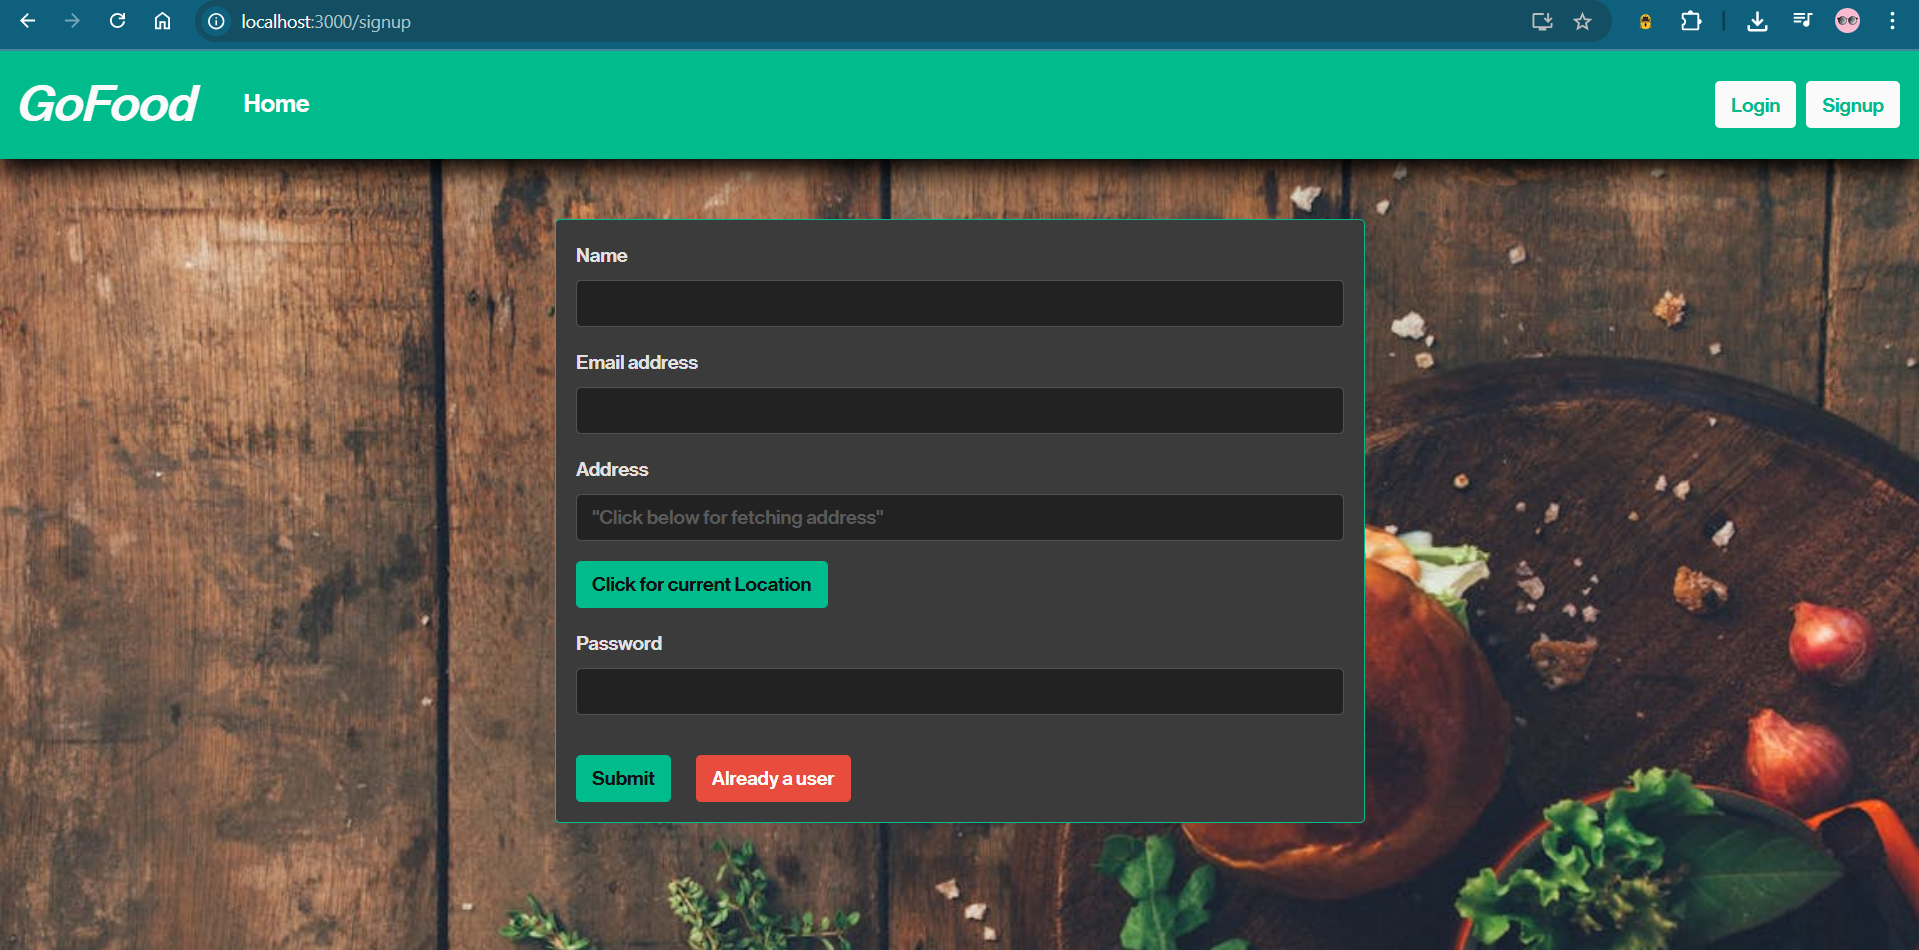 localhost:3000/signup
GoFood Home Login Signup
Name
Email address
Address
"Click below for fetching address"
Click for current Location
Password
Submit Already a user